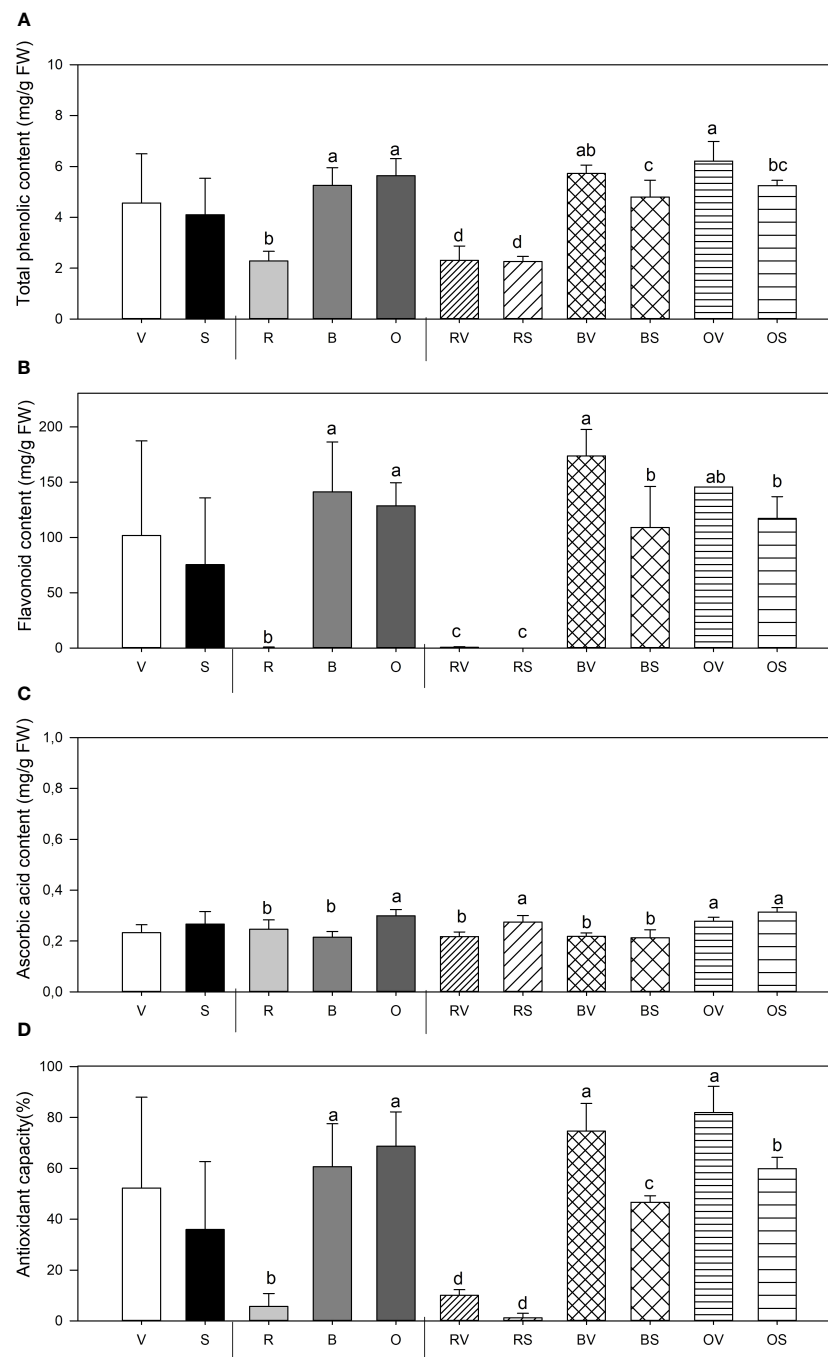 A
Total phenolic content (mg/g FW)
10
8
6
4
2
0
b
a
a
d
d
ab
c
a
bc
V S R B O RV RS BV BS OV OS
B
Flavonoid content (mg/g FW)
200
150
100
50
0
b
a
a
c
c
a
b
ab
b
V S R B O RV RS BV BS OV OS
C
Ascorbic acid content (mg/g FW)
1,0
0,8
0,6
0,4
0,2
0,0
b
b
a
b
a
b
b
a
a
V S R B O RV RS BV BS OV OS
D
Antioxidant capacity(%)
100
80
60
40
20
0
b
a
a
d
d
a
c
a
b
V S R B O RV RS BV BS OV OS